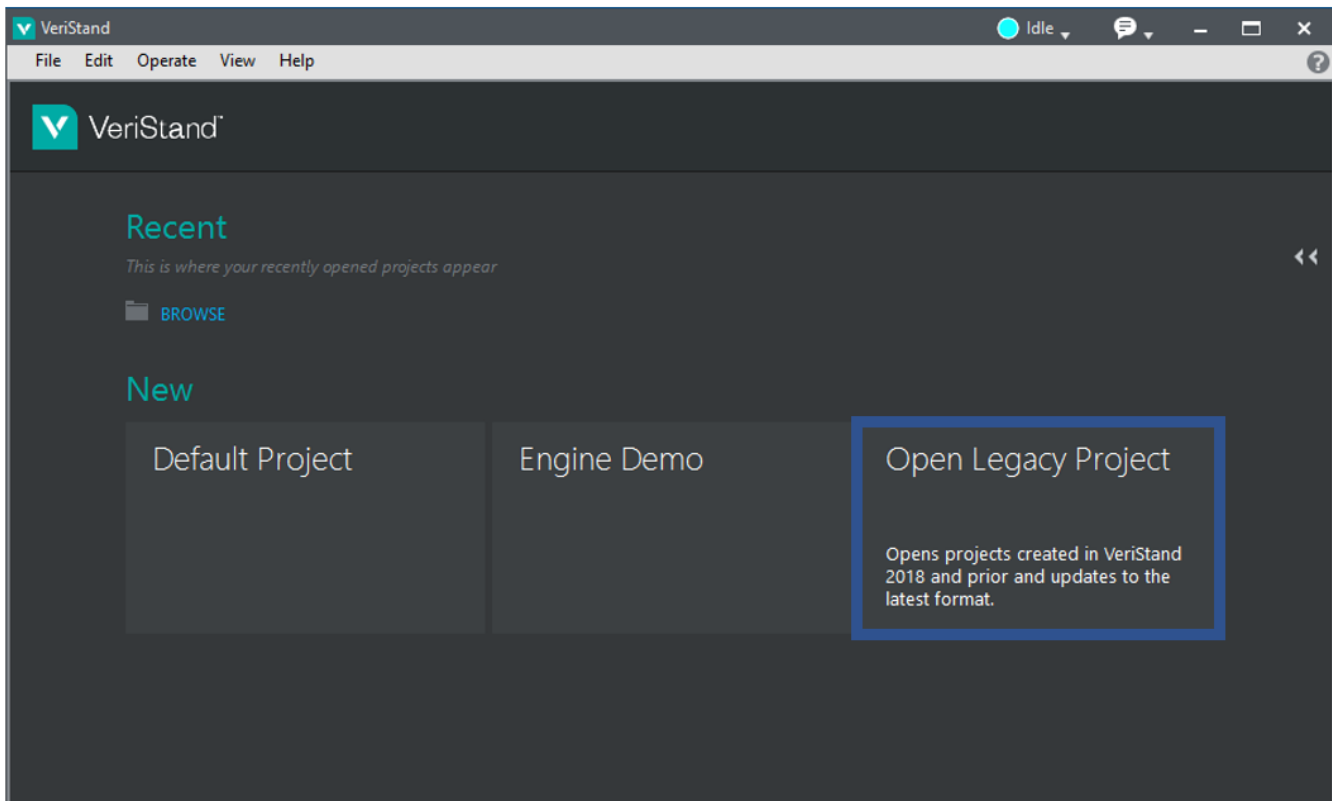 VeriStand
Idle
File Edit Operate View Help
VeriStand™
Recent
This is where your recently opened projects appear
BROWSE
New
Default Project
Engine Demo
Open Legacy Project
Opens projects created in VeriStand
2018 and prior and updates to the
latest format.